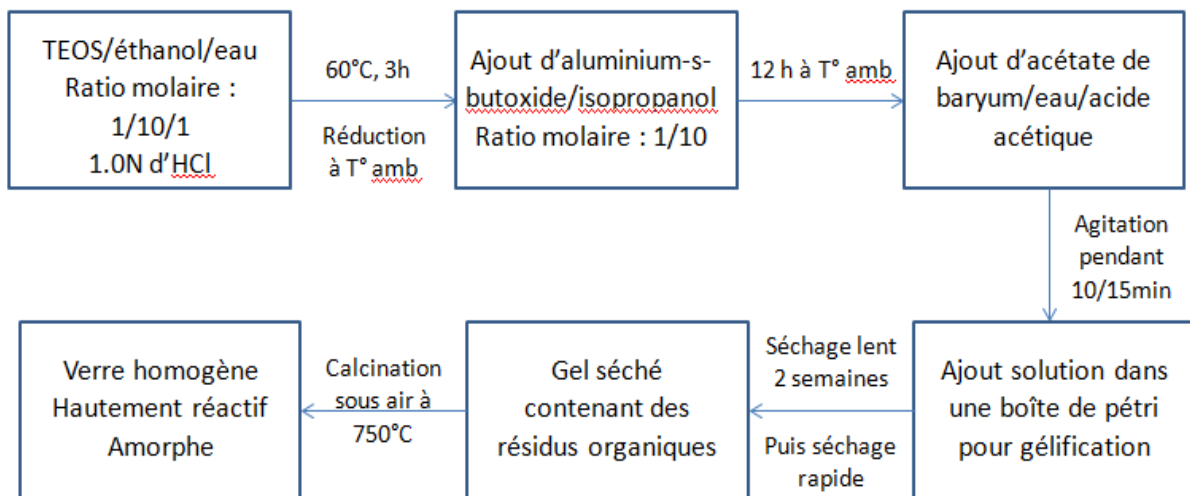 TEOS/éthanol/eau
Ratio molaire :
1/10/1
1.0N d’HCl
60°C, 3h
Réduction
à T° amb
Ajout d’aluminium-s-
butoxide/isopropanol
Ratio molaire : 1/10
12 h à T° amb
Ajout d’acétate de
baryum/eau/acide
acétique
Agitation
pendant
10/15min
Ajout solution dans
une boîte de pétri
pour gélification
Séchage lent
2 semaines
Puis séchage
rapide
Gel séché
contenant des
résidus organiques
Calcination
sous air à
750°C
Verre homogène
Hautement réactif
Amorphe